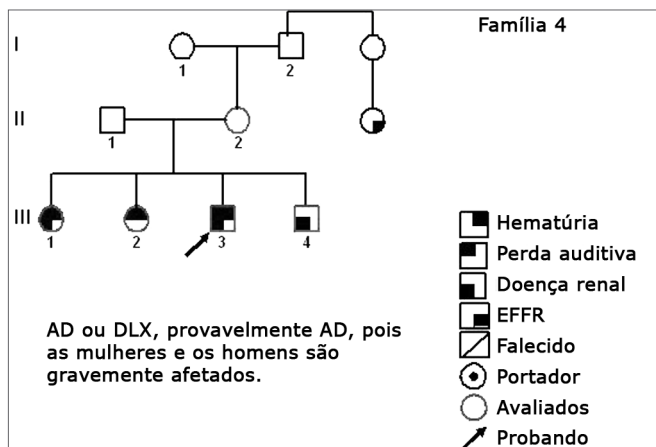 Família 4
I
1
2
II
1
2
III
1
2
3
4
Hematúria
Perda auditiva
Doença renal
EFFR
Falecido
Portador
Avaliados
Probando
AD ou DLX, provavelmente AD, pois
as mulheres e os homens são
gravemente afetados.